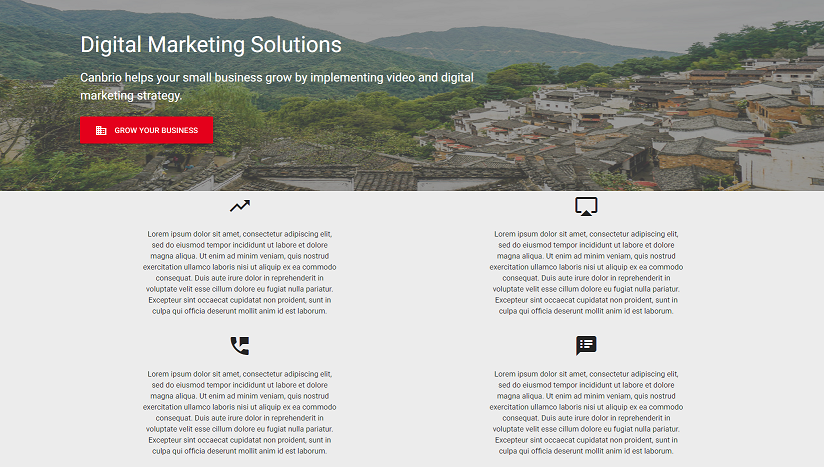 Digital Marketing Solutions
Canbrio helps your small business grow by implementing video and digital
marketing strategy.
GROW YOUR BUSINESS
Lorem ipsum dolor sit amet, consectetur adipiscing elit,
sed do eiusmod tempor incididunt ut labore et dolore
magna aliqua. Ut enim ad minim veniam, quis nostrud
exercitation ullamco laboris nisi ut aliquip ex ea commodo
consequat. Duis aute irure dolor in reprehenderit in
voluptate velit esse cillum dolore eu fugiat nulla pariatur.
Excepteur sint occaecat cupidatat non proident, sunt in
culpa qui officia deserunt mollit anim id est laborum.
Lorem ipsum dolor sit amet, consectetur adipiscing elit,
sed do eiusmod tempor incididunt ut labore et dolore
magna aliqua. Ut enim ad minim veniam, quis nostrud
exercitation ullamco laboris nisi ut aliquip ex ea commodo
consequat. Duis aute irure dolor in reprehenderit in
voluptate velit esse cillum dolore eu fugiat nulla pariatur.
Excepteur sint occaecat cupidatat non proident, sunt in
culpa qui officia deserunt mollit anim id est laborum.
Lorem ipsum dolor sit amet, consectetur adipiscing elit,
sed do eiusmod tempor incididunt ut labore et dolore
magna aliqua. Ut enim ad minim veniam, quis nostrud
exercitation ullamco laboris nisi ut aliquip ex ea commodo
consequat. Duis aute irure dolor in reprehenderit in
voluptate velit esse cillum dolore eu fugiat nulla pariatur.
Excepteur sint occaecat cupidatat non proident, sunt in
culpa qui officia deserunt mollit anim id est laborum.
Lorem ipsum dolor sit amet, consectetur adipiscing elit,
sed do eiusmod tempor incididunt ut labore et dolore
magna aliqua. Ut enim ad minim veniam, quis nostrud
exercitation ullamco laboris nisi ut aliquip ex ea commodo
consequat. Duis aute irure dolor in reprehenderit in
voluptate velit esse cillum dolore eu fugiat nulla pariatur.
Excepteur sint occaecat cupidatat non proident, sunt in
culpa qui officia deserunt mollit anim id est laborum.